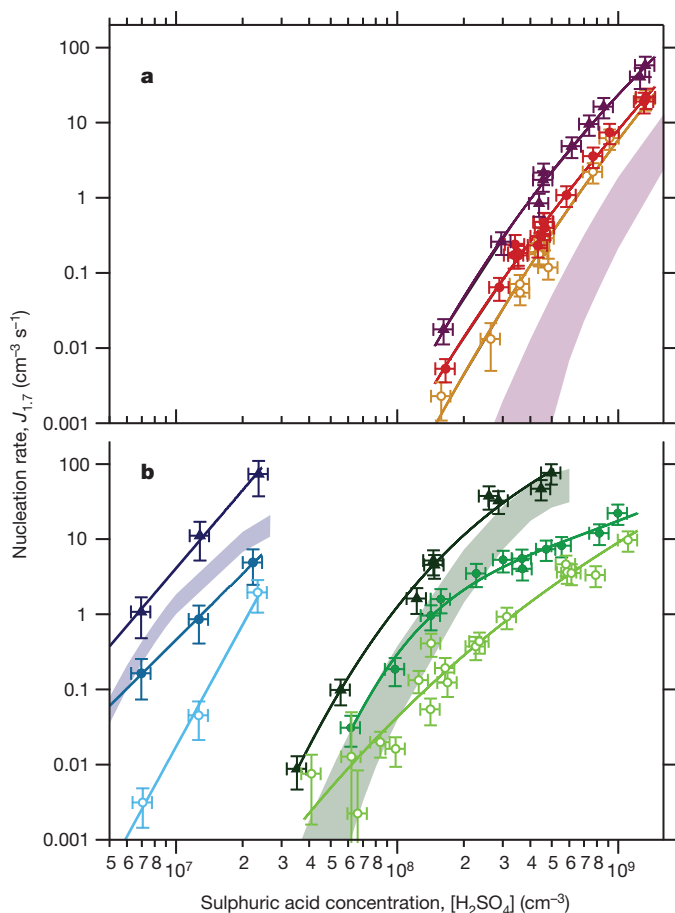 100
a
10
1
0.1
0.01
0.001
100
b
10
1
0.1
0.01
0.001
Nucleation rate, J1.7 (cm−3 s−1)
5 6 7 8 10⁷ 2 3 4 5 6 7 8 10⁸ 2 3 4 5 6 7 8 10⁹
Sulphuric acid concentration, [H2SO4] (cm−3)